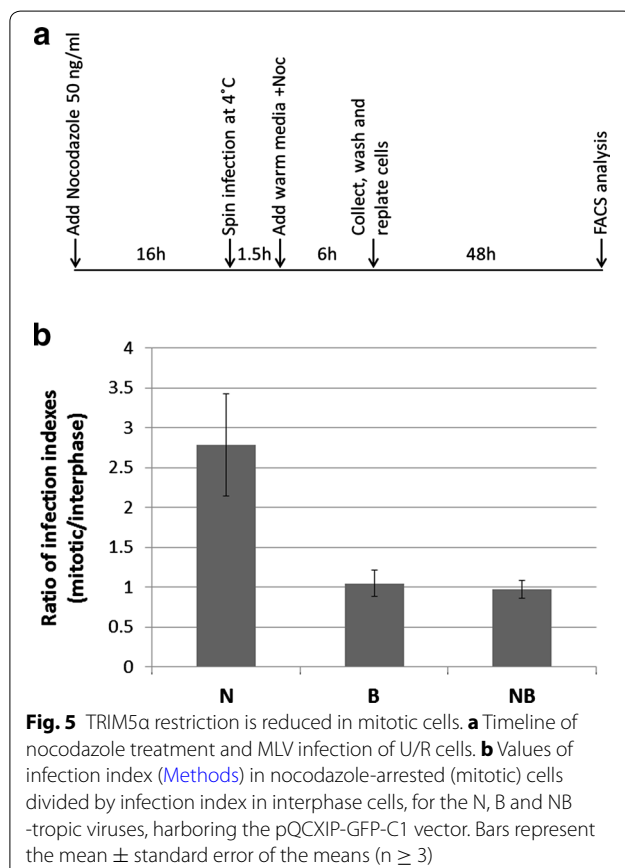 a
Add Nocodazole 50 ng/ml
Spin infection at 4˚C
Add warm media +Noc
Collect, wash and
replate cells
FACS analysis
16h
1.5h
6h
48h
b
Ratio of infection indexes
(mitotic/interphase)
4
3.5
3
2.5
2
1.5
1
0.5
0
N
B
NB
Fig. 5 TRIM5α restriction is reduced in mitotic cells. a Timeline of
nocodazole treatment and MLV infection of U/R cells. b Values of
infection index (Methods) in nocodazole-arrested (mitotic) cells
divided by infection index in interphase cells, for the N, B and NB
-tropic viruses, harboring the pQCXIP-GFP-C1 vector. Bars represent
the mean ± standard error of the means (n ≥ 3)